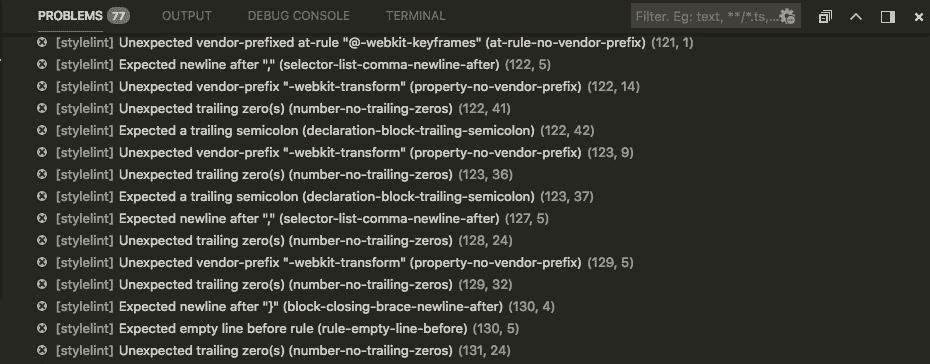 PROBLEMS 77 OUTPUT DEBUG CONSOLE TERMINAL Filter. Eg: text, **/*.ts,...
[stylelint] Unexpected vendor-prefixed at-rule "@-webkit-keyframes" (at-rule-no-vendor-prefix) (121, 1)
[stylelint] Expected newline after "," (selector-list-comma-newline-after) (122, 5)
[stylelint] Unexpected vendor-prefix "-webkit-transform" (property-no-vendor-prefix) (122, 14)
[stylelint] Unexpected trailing zero(s) (number-no-trailing-zeros) (122, 41)
[stylelint] Expected a trailing semicolon (declaration-block-trailing-semicolon) (122, 42)
[stylelint] Unexpected vendor-prefix "-webkit-transform" (property-no-vendor-prefix) (123, 9)
[stylelint] Unexpected trailing zero(s) (number-no-trailing-zeros) (123, 36)
[stylelint] Expected a trailing semicolon (declaration-block-trailing-semicolon) (123, 37)
[stylelint] Expected newline after "," (selector-list-comma-newline-after) (127, 5)
[stylelint] Unexpected trailing zero(s) (number-no-trailing-zeros) (128, 24)
[stylelint] Unexpected vendor-prefix "-webkit-transform" (property-no-vendor-prefix) (129, 5)
[stylelint] Unexpected trailing zero(s) (number-no-trailing-zeros) (129, 32)
[stylelint] Expected newline after "}" (block-closing-brace-newline-after) (130, 4)
[stylelint] Expected empty line before rule (rule-empty-line-before) (130, 5)
[stylelint] Unexpected trailing zero(s) (number-no-trailing-zeros) (131, 24)